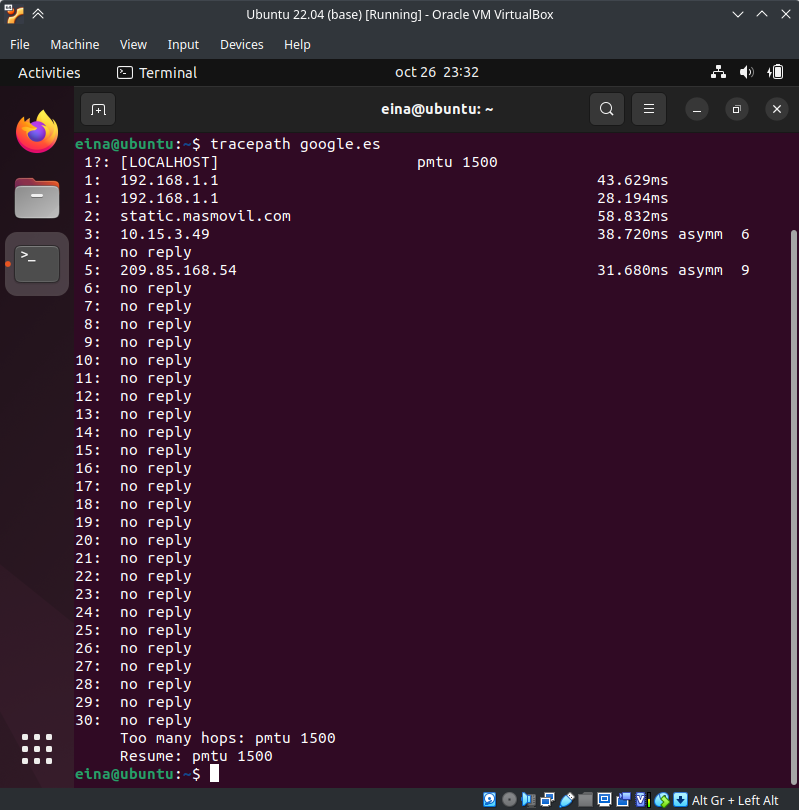 Ubuntu 22.04 (base) [Running] - Oracle VM VirtualBox
File Machine View Input Devices Help
Activities Terminal oct 26 23:32
eina@ubuntu: ~
eina@ubuntu:~$ tracepath google.es
1?: [LOCALHOST] pmtu 1500
1: 192.168.1.1 43.629ms
1: 192.168.1.1 28.194ms
2: static.masmovil.com 58.832ms
3: 10.15.3.49 38.720ms asymm 6
4: no reply
5: 209.85.168.54 31.680ms asymm 9
6: no reply
7: no reply
8: no reply
9: no reply
10: no reply
11: no reply
12: no reply
13: no reply
14: no reply
15: no reply
16: no reply
17: no reply
18: no reply
19: no reply
20: no reply
21: no reply
22: no reply
23: no reply
24: no reply
25: no reply
26: no reply
27: no reply
28: no reply
29: no reply
30: no reply
Too many hops: pmtu 1500
Resume: pmtu 1500
eina@ubuntu:~$
Alt Gr + Left Alt